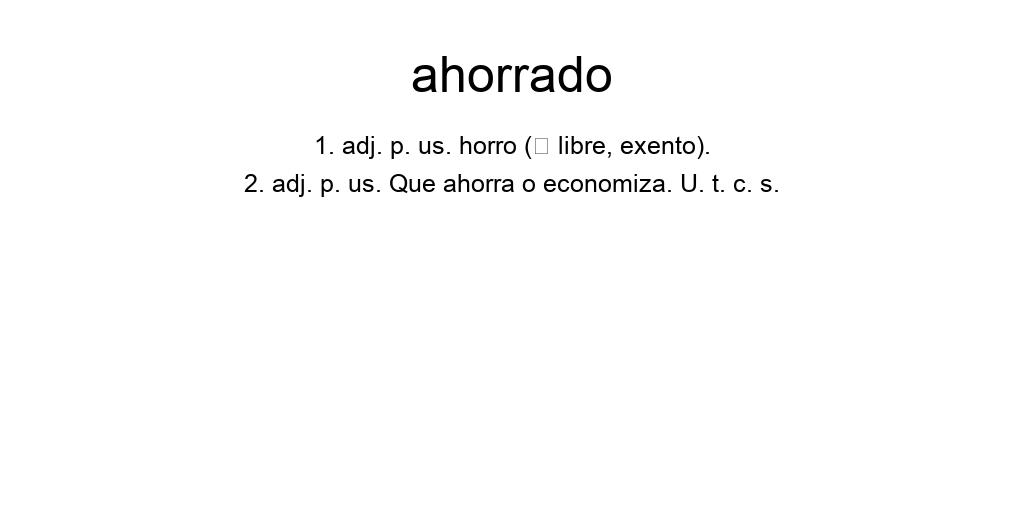 ahorrado
1. adj. p. us. horro (▯ libre, exento).
2. adj. p. us. Que ahorra o economiza. U. t. c. s.